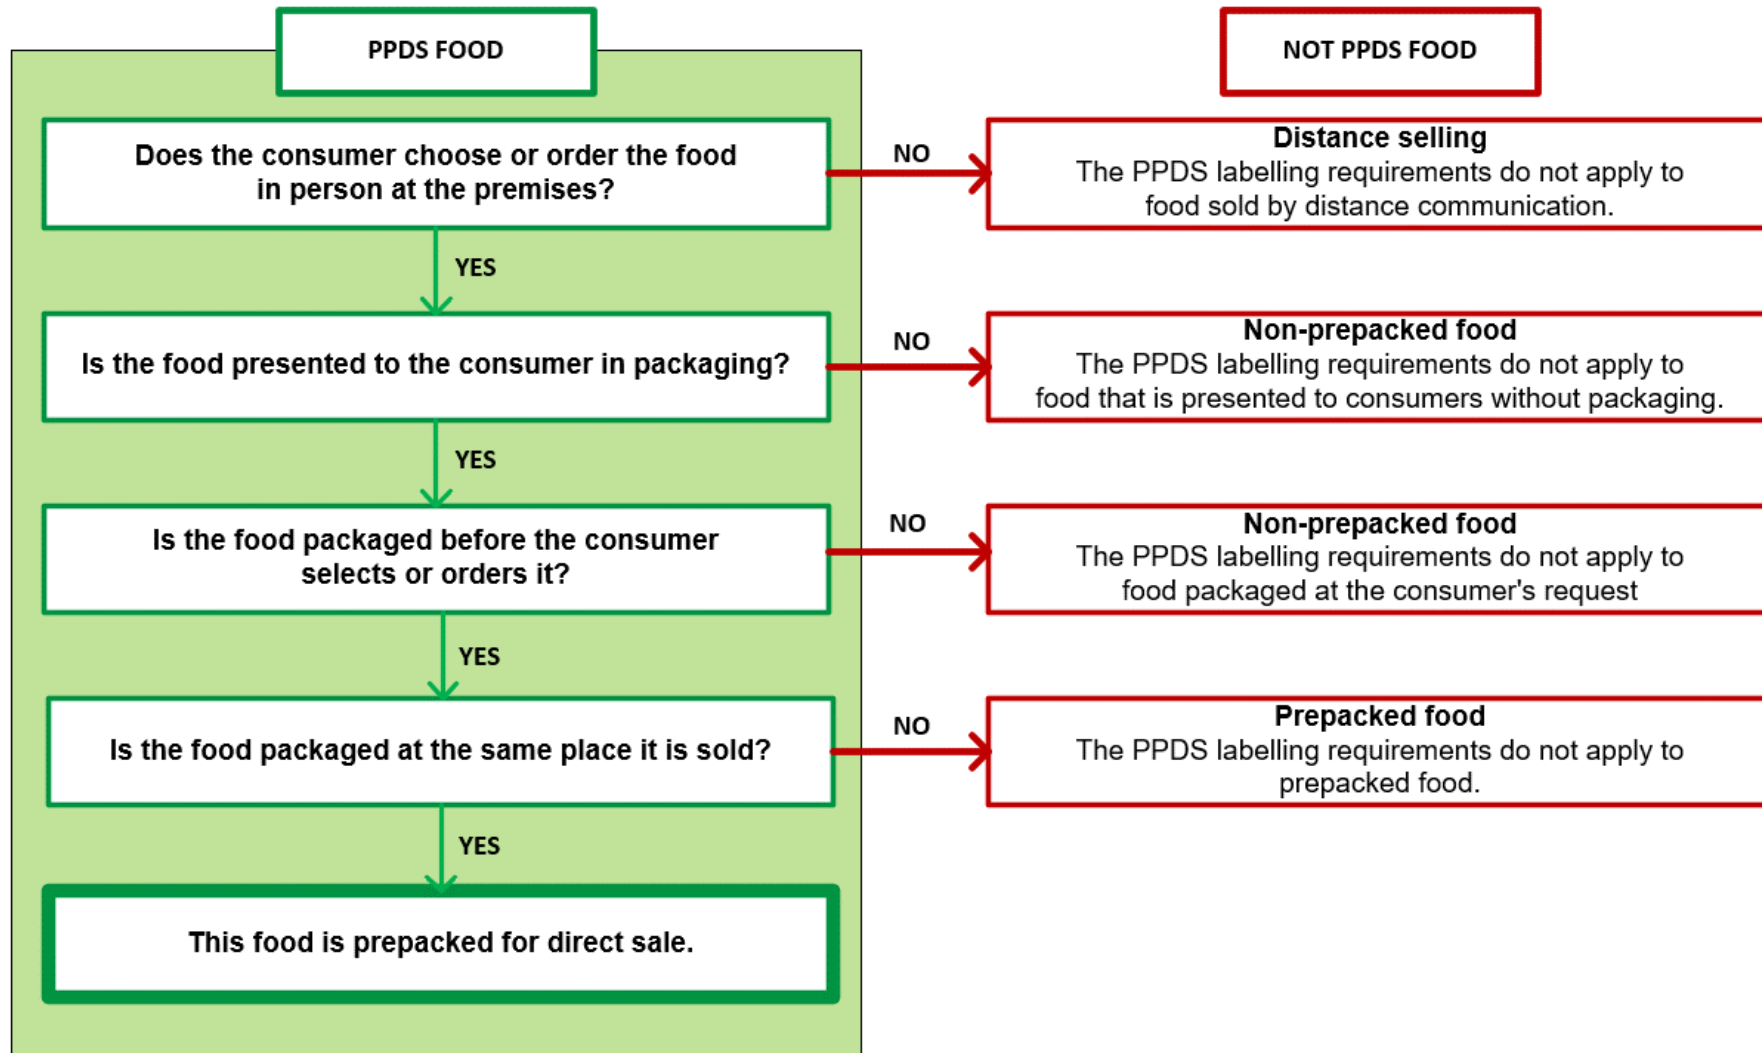 PPDS FOOD
NOT PPDS FOOD
Does the consumer choose or order the food
in person at the premises?
NO
Distance selling
The PPDS labelling requirements do not apply to
food sold by distance communication.
YES
Is the food presented to the consumer in packaging?
NO
Non-prepacked food
The PPDS labelling requirements do not apply to
food that is presented to consumers without packaging.
YES
Is the food packaged before the consumer
selects or orders it?
NO
Non-prepacked food
The PPDS labelling requirements do not apply to
food packaged at the consumer's request
YES
Is the food packaged at the same place it is sold?
NO
Prepacked food
The PPDS labelling requirements do not apply to
prepacked food.
YES
This food is prepacked for direct sale.